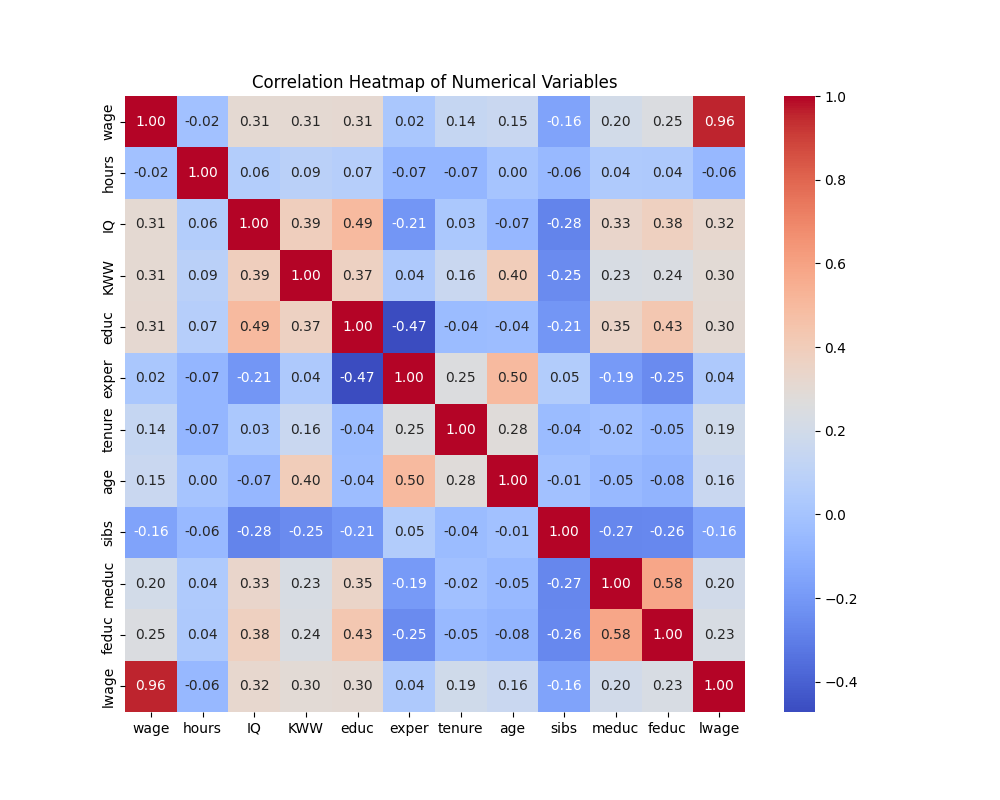 Correlation Heatmap of Numerical Variables
wage 1.00 -0.02 0.31 0.31 0.31 0.02 0.14 0.15 -0.16 0.20 0.25 0.96
hours -0.02 1.00 0.06 0.09 0.07 -0.07 -0.07 0.00 -0.06 0.04 0.04 -0.06
IQ 0.31 0.06 1.00 0.39 0.49 -0.21 0.03 -0.07 -0.28 0.33 0.38 0.32
KWW 0.31 0.09 0.39 1.00 0.37 0.04 0.16 0.40 -0.25 0.23 0.24 0.30
educ 0.31 0.07 0.49 0.37 1.00 -0.47 -0.04 -0.04 -0.21 0.35 0.43 0.30
exper 0.02 -0.07 -0.21 0.04 -0.47 1.00 0.25 0.50 0.05 -0.19 -0.25 0.04
tenure 0.14 -0.07 0.03 0.16 -0.04 0.25 1.00 0.28 -0.04 -0.02 -0.05 0.19
age 0.15 0.00 -0.07 0.40 -0.04 0.50 0.28 1.00 -0.01 -0.05 -0.08 0.16
sibs -0.16 -0.06 -0.28 -0.25 -0.21 0.05 -0.04 -0.01 1.00 -0.27 -0.26 -0.16
meduc 0.20 0.04 0.33 0.23 0.35 -0.19 -0.02 -0.05 -0.27 1.00 0.58 0.20
feduc 0.25 0.04 0.38 0.24 0.43 -0.25 -0.05 -0.08 -0.26 0.58 1.00 0.23
lwage 0.96 -0.06 0.32 0.30 0.30 0.04 0.19 0.16 -0.16 0.20 0.23 1.00
wage hours IQ KWW educ exper tenure age sibs meduc feduc lwage
1.0
0.8
0.6
0.4
0.2
0.0
−0.2
−0.4